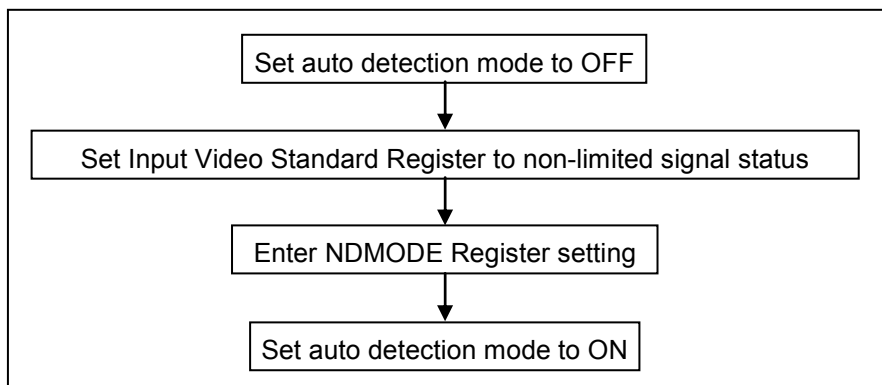 Set auto detection mode to OFF
Set Input Video Standard Register to non-limited signal status
Enter NDMODE Register setting
Set auto detection mode to ON